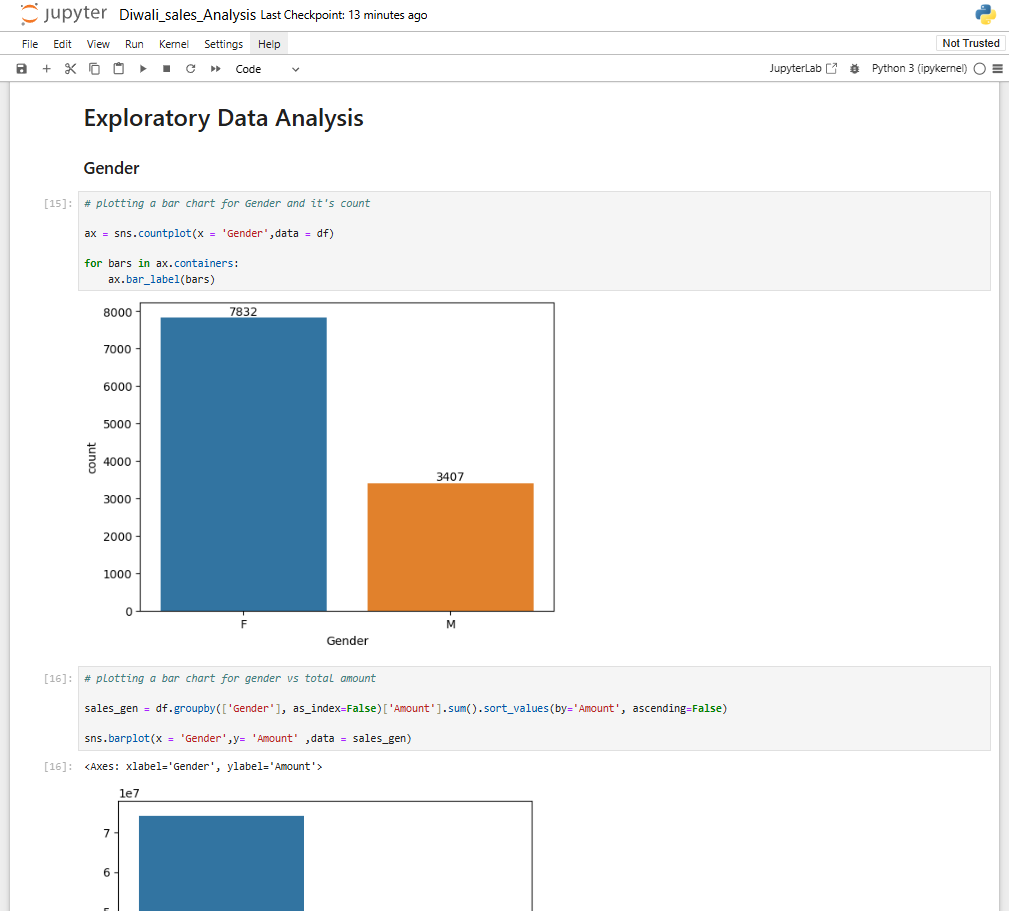 jupyter Diwali_sales_Analysis Last Checkpoint: 13 minutes ago
File Edit View Run Kernel Settings Help Not Trusted
Code JupyterLab Python 3 (ipykernel)
Exploratory Data Analysis
Gender
[15]: # plotting a bar chart for Gender and it's count
ax = sns.countplot(x = 'Gender',data = df)
for bars in ax.containers:
    ax.bar_label(bars)
8000
7832
7000
6000
5000
4000
count
3407
3000
2000
1000
0
F M
Gender
[16]: # plotting a bar chart for gender vs total amount
sales_gen = df.groupby(['Gender'], as_index=False)['Amount'].sum().sort_values(by='Amount', ascending=False)
sns.barplot(x = 'Gender',y= 'Amount' ,data = sales_gen)
[16]: <Axes: xlabel='Gender', ylabel='Amount'>
1e7
7
6